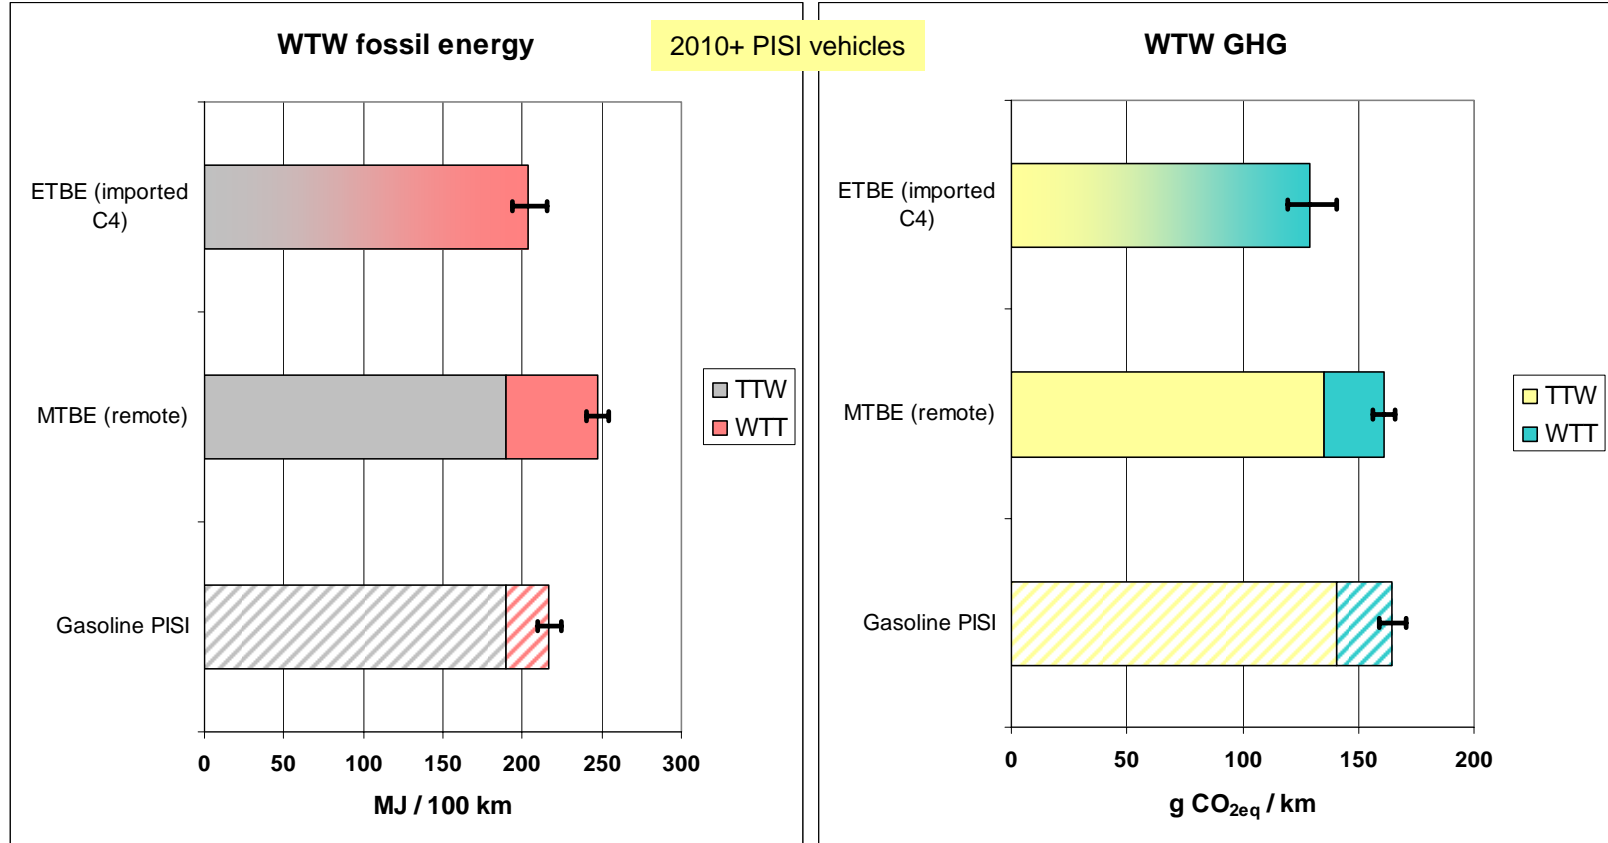 WTW fossil energy
2010+ PISI vehicles
WTW GHG
ETBE (imported
C4)
MTBE (remote)
Gasoline PISI
0 50 100 150 200 250 300
MJ / 100 km
TTW
WTT
ETBE (imported
C4)
MTBE (remote)
Gasoline PISI
0 50 100 150 200
g CO2eq / km
TTW
WTT